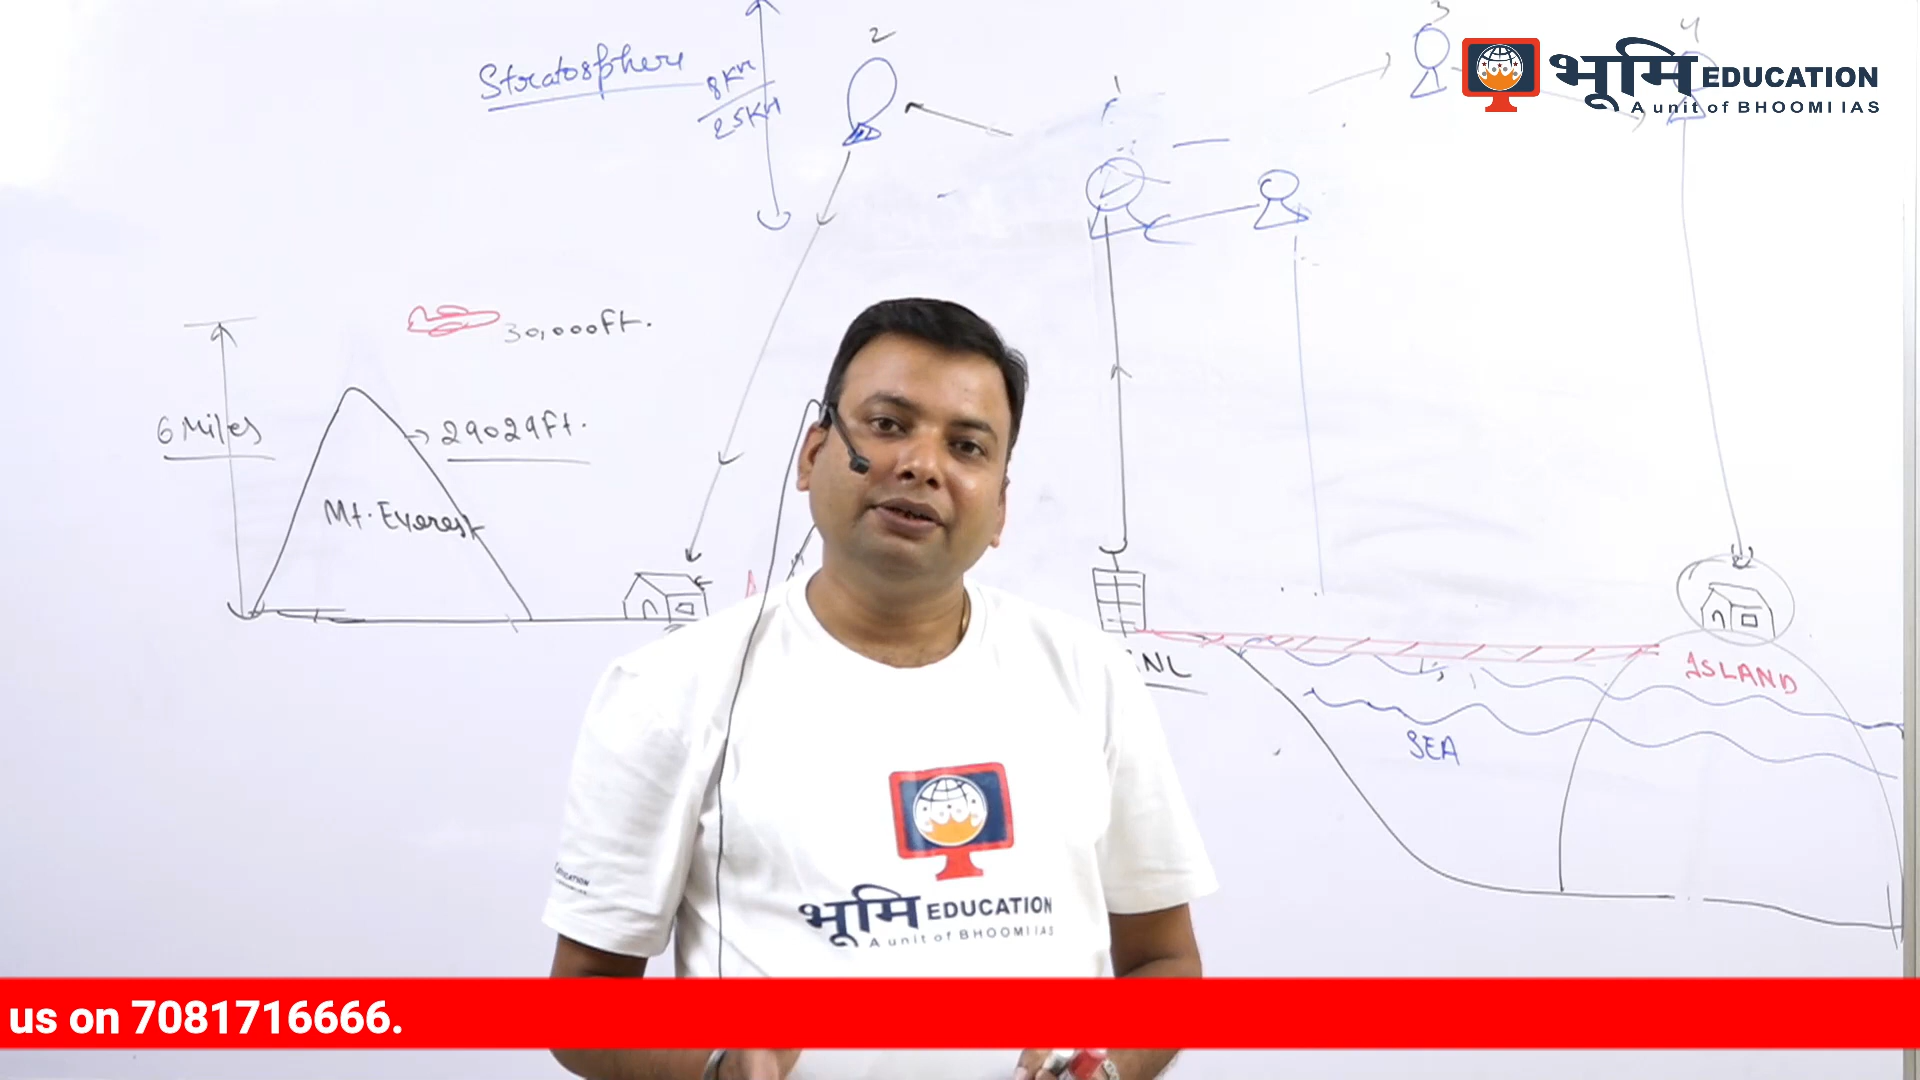 Stratosphere
8KM
25KM
2
1
3
4
भूमि EDUCATION
A unit of BHOOMI IAS
30,000Ft.
6 Miles
29029Ft.
Mt. Everest
NL
ISLAND
SEA
भूमि EDUCATION
A unit of BHOOMI IAS
us on 7081716666.